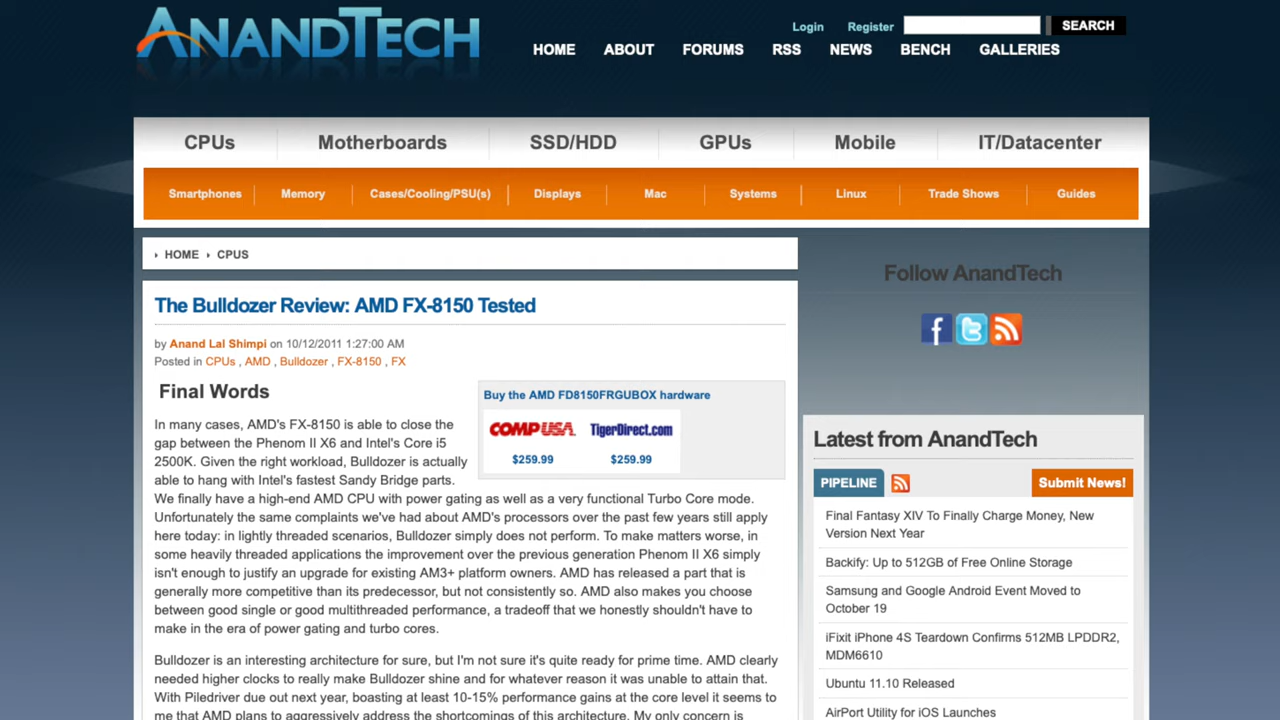 ANANDTECH
Login Register SEARCH
HOME ABOUT FORUMS RSS NEWS BENCH GALLERIES
CPUs Motherboards SSD/HDD GPUs Mobile IT/Datacenter
Smartphones Memory Cases/Cooling/PSU(s) Displays Mac Systems Linux Trade Shows Guides
HOME CPUS
The Bulldozer Review: AMD FX-8150 Tested
by Anand Lal Shimpi on 10/12/2011 1:27:00 AM
Posted in CPUs , AMD , Bulldozer , FX-8150 , FX
Final Words
Buy the AMD FD8150FRGUBOX hardware
COMPUSA. TigerDirect.com
$259.99 $259.99
In many cases, AMD's FX-8150 is able to close the
gap between the Phenom II X6 and Intel's Core i5
2500K. Given the right workload, Bulldozer is actually
able to hang with Intel's fastest Sandy Bridge parts.
We finally have a high-end AMD CPU with power gating as well as a very functional Turbo Core mode.
Unfortunately the same complaints we've had about AMD's processors over the past few years still apply
here today: in lightly threaded scenarios, Bulldozer simply does not perform. To make matters worse, in
some heavily threaded applications the improvement over the previous generation Phenom II X6 simply
isn't enough to justify an upgrade for existing AM3+ platform owners. AMD has released a part that is
generally more competitive than its predecessor, but not consistently so. AMD also makes you choose
between good single or good multithreaded performance, a tradeoff that we honestly shouldn't have to
make in the era of power gating and turbo cores.
Bulldozer is an interesting architecture for sure, but I'm not sure it's quite ready for prime time. AMD clearly
needed higher clocks to really make Bulldozer shine and for whatever reason it was unable to attain that.
With Piledriver due out next year, boasting at least 10-15% performance gains at the core level it seems to
me that AMD plans to aggressively address the shortcomings of this architecture. My only concern is
Follow AnandTech
Latest from AnandTech
PIPELINE Submit News!
Final Fantasy XIV To Finally Charge Money, New
Version Next Year
Backify: Up to 512GB of Free Online Storage
Samsung and Google Android Event Moved to
October 19
iFixit iPhone 4S Teardown Confirms 512MB LPDDR2,
MDM6610
Ubuntu 11.10 Released
AirPort Utility for iOS Launches